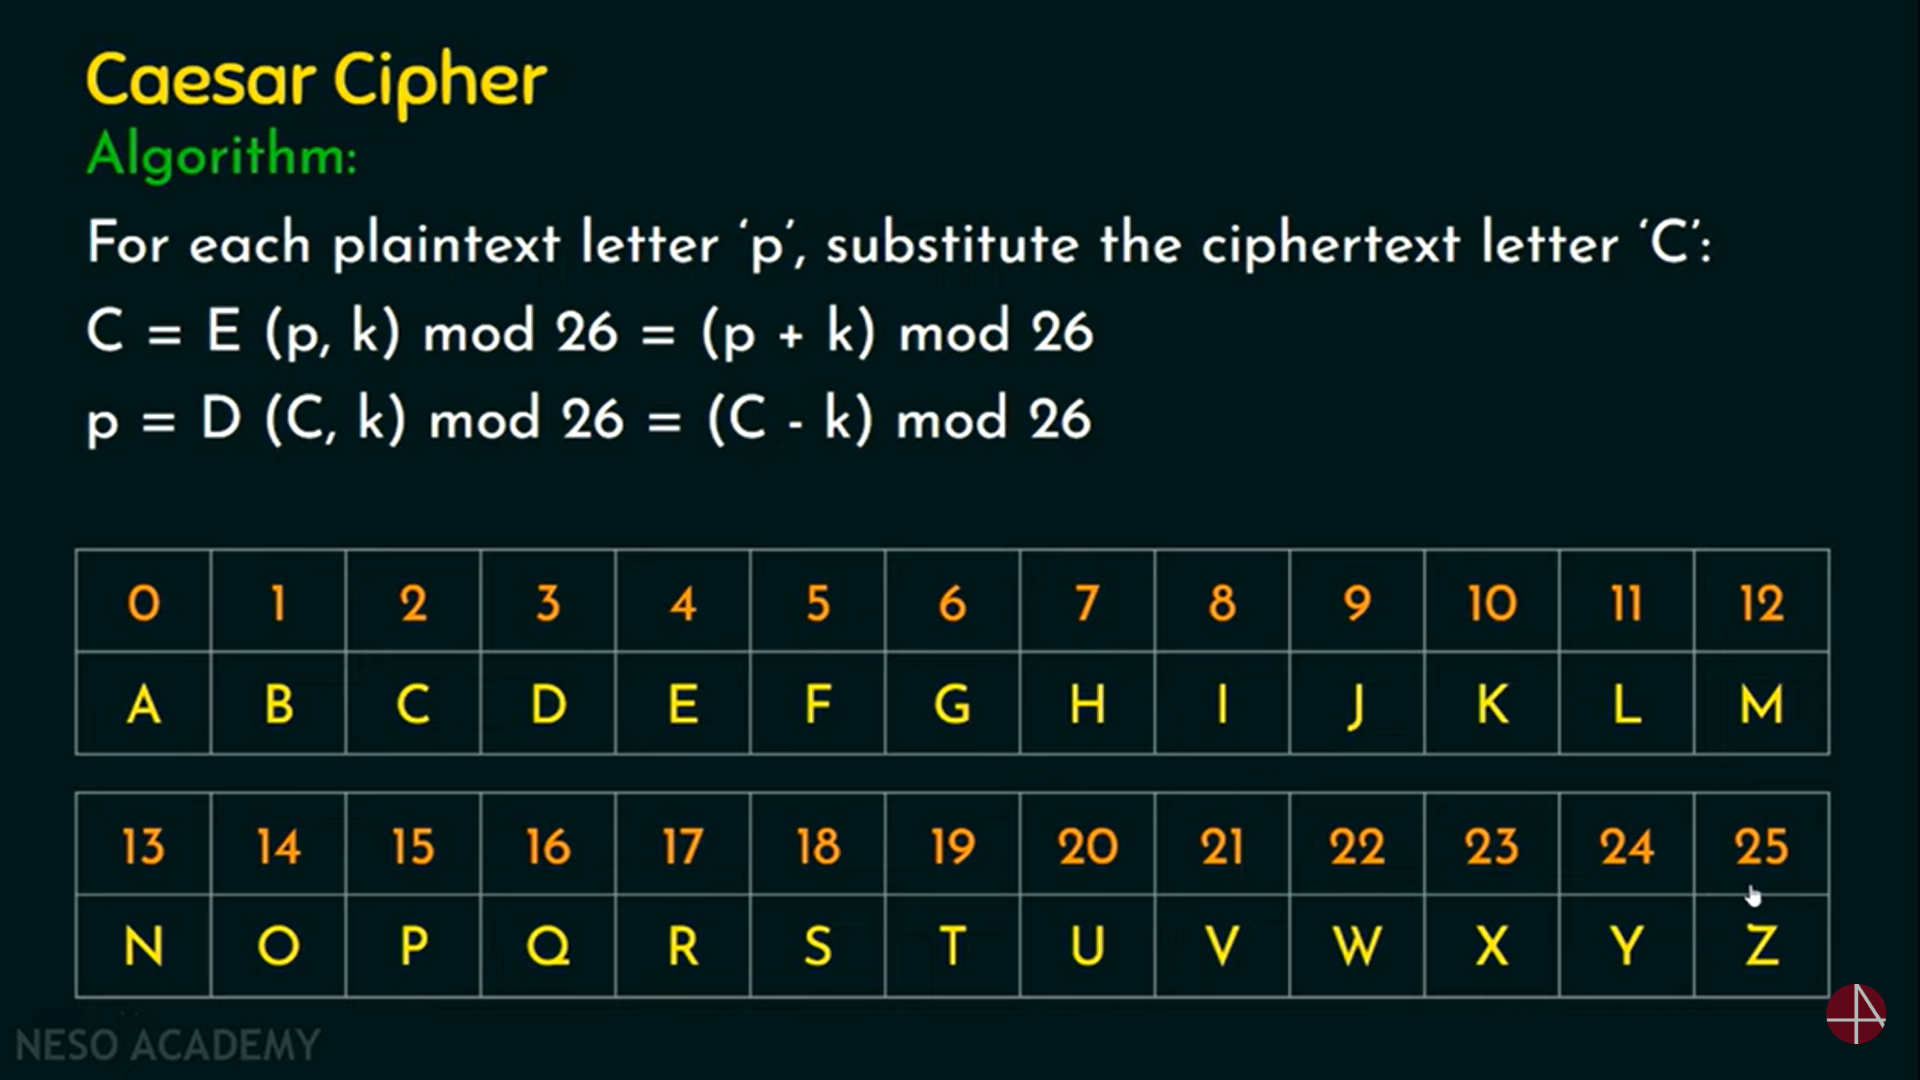 Caesar Cipher
Algorithm:
For each plaintext letter ‘p’, substitute the ciphertext letter ‘C’:
C = E (p, k) mod 26 = (p + k) mod 26
p = D (C, k) mod 26 = (C - k) mod 26
0 1 2 3 4 5 6 7 8 9 10 11 12
A B C D E F G H I J K L M
13 14 15 16 17 18 19 20 21 22 23 24 25
N O P Q R S T U V W X Y Z
NESO ACADEMY